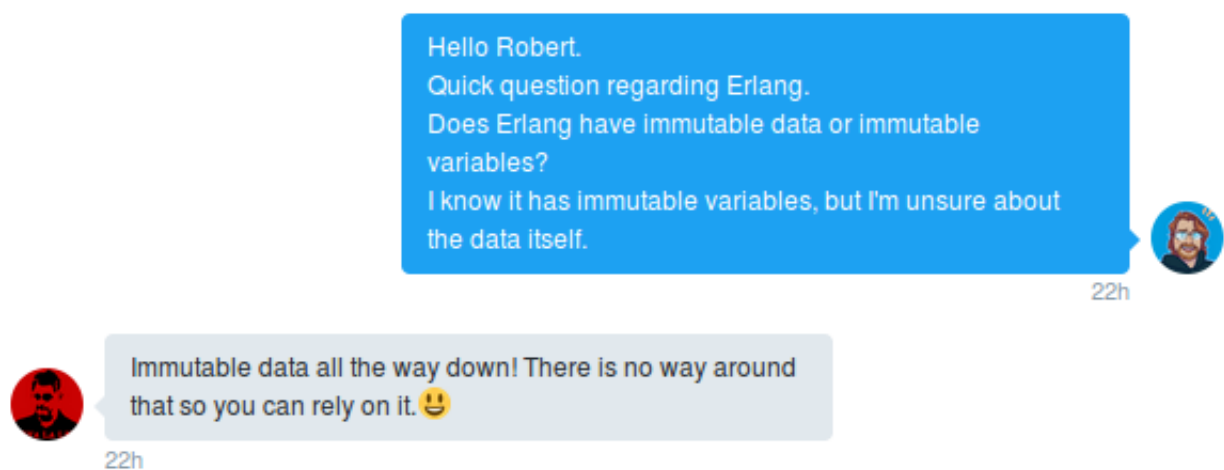 Hello Robert.
Quick question regarding Erlang.
Does Erlang have immutable data or immutable
variables?
I know it has immutable variables, but I'm unsure about
the data itself.
22h
Immutable data all the way down! There is no way around
that so you can rely on it.😃
22h